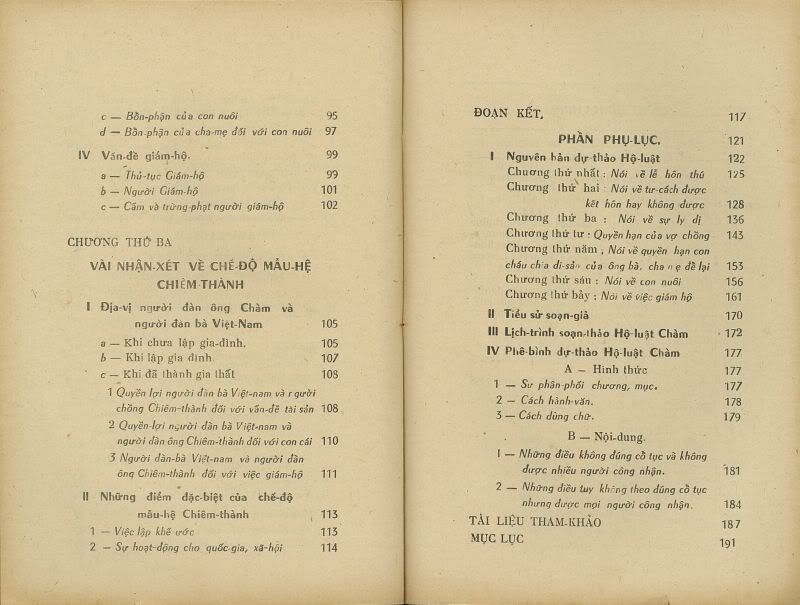 c — Bổn-phận của con nuôi 95
d — Bổn-phận của cha-mẹ đối với con nuôi 97
IV Vấn-đề giám-hộ. 99
a — Thủ-tục Giám-hộ 99
b — Người Giám-hộ 101
c — Cấm và trừng-phạt người giám-hộ 102
CHƯƠNG THỨ BA
VÀI NHẬN-XÉT VỀ CHẾ-ĐỘ MẪU-HỆ
CHIÊM-THÀNH
I Địa-vị người đàn ông Chàm và
người đàn bà Việt-Nam 105
a — Khi chưa lập gia-đình. 105
b — Khi lập gia đình 107
c — Khi đã thành gia thất 108
1 Quyền lợi người đàn bà Việt-nam và người
chồng Chiêm-thành đối với vấn-đề tài sản 108
2 Quyền-lợi người đàn bà Việt-nam và
người đàn ông Chiêm-thành đối với con cái 110
3 Người đàn-bà Việt-nam và người đàn
ông Chiêm-thành đối với việc giám-hộ 111
II Những điểm đặc-biệt của chế-độ
mẫu-hệ Chiêm-thành 113
1 — Việc lập khế ước 113
2 — Sự hoạt-động cho quốc-gia, xã-hội 114
ĐOẠN KẾT. 117
PHẦN PHỤ-LỤC. 121
I Nguyên bản dự-thảo Hộ-luật 122
Chương thứ nhất : Nói về lễ hôn thú 125
Chương thứ hai : Nói về tư-cách được
kết hôn hay không được 128
Chương thứ ba : Nói về sự ly dị 136
Chương thứ tư : Quyền hạn của vợ chồng 143
Chương thứ năm ; Nói về quyền hạn con
cháu chia di-sản của ông bà, cha mẹ để lại 153
Chương thứ sáu : Nói về con nuôi 156
Chương thứ bảy : Nói về việc giám hộ 161
II Tiểu sử soạn-giả 170
III Lịch-trình soạn-thảo Hộ-luật Chàm 172
IV Phê-bình dự-thảo Hộ-luật Chàm 177
A — Hình thức 177
1 — Sự phân-phối chương, mục. 177
2 — Cách hành-văn. 178
3 — Cách dùng chữ. 179
B — Nội-dung.
1 — Những điều không đúng cổ tục và không
được nhiều người công nhận. 181
2 — Những điều tuy không theo đúng cổ tục
nhưng được mọi người công nhận. 184
TÀI LIỆU THAM-KHẢO 187
MỤC LỤC 191